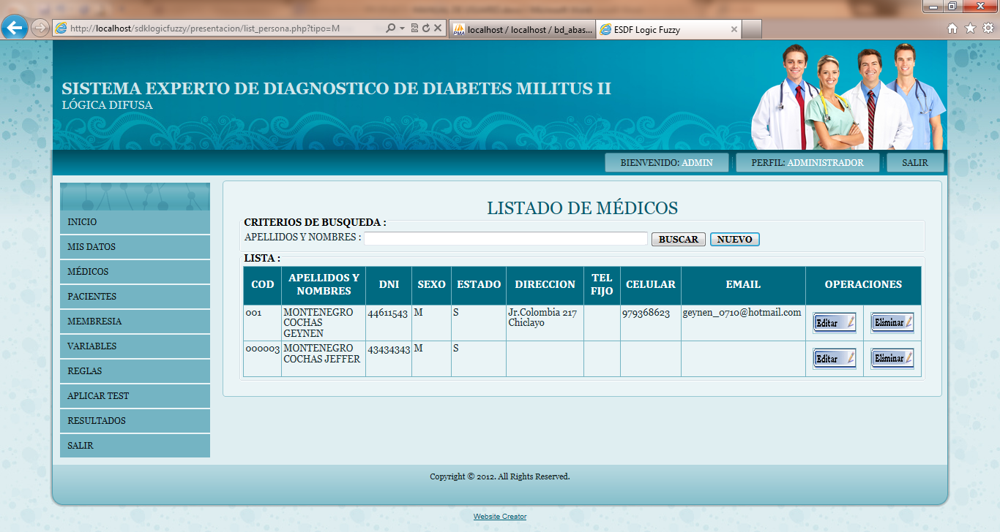 http://localhost/sdklogicfuzzy/presentacion/list_persona.php?tipo=M
localhost / localhost / bd_abas...
ESDF Logic Fuzzy
SISTEMA EXPERTO DE DIAGNOSTICO DE DIABETES MILITUS II
LÓGICA DIFUSA
BIENVENIDO: ADMIN
PERFIL: ADMINISTRADOR
SALIR
INICIO
MIS DATOS
MÉDICOS
PACIENTES
MEMBRESIA
VARIABLES
REGLAS
APLICAR TEST
RESULTADOS
SALIR
LISTADO DE MÉDICOS
CRITERIOS DE BUSQUEDA :
APELLIDOS Y NOMBRES :
BUSCAR
NUEVO
LISTA :
COD
APELLIDOS Y
NOMBRES
DNI
SEXO
ESTADO
DIRECCION
TEL
FIJO
CELULAR
EMAIL
OPERACIONES
001
MONTENEGRO
COCHAS
GEYNEN
44611543
M
S
Jr.Colombia 217
Chiclayo
979368623
geynen_0710@hotmail.com
Editar
Eliminar
000003
MONTENEGRO
COCHAS JEFFER
43434343
M
S
Editar
Eliminar
Copyright © 2012. All Rights Reserved.
Website Creator